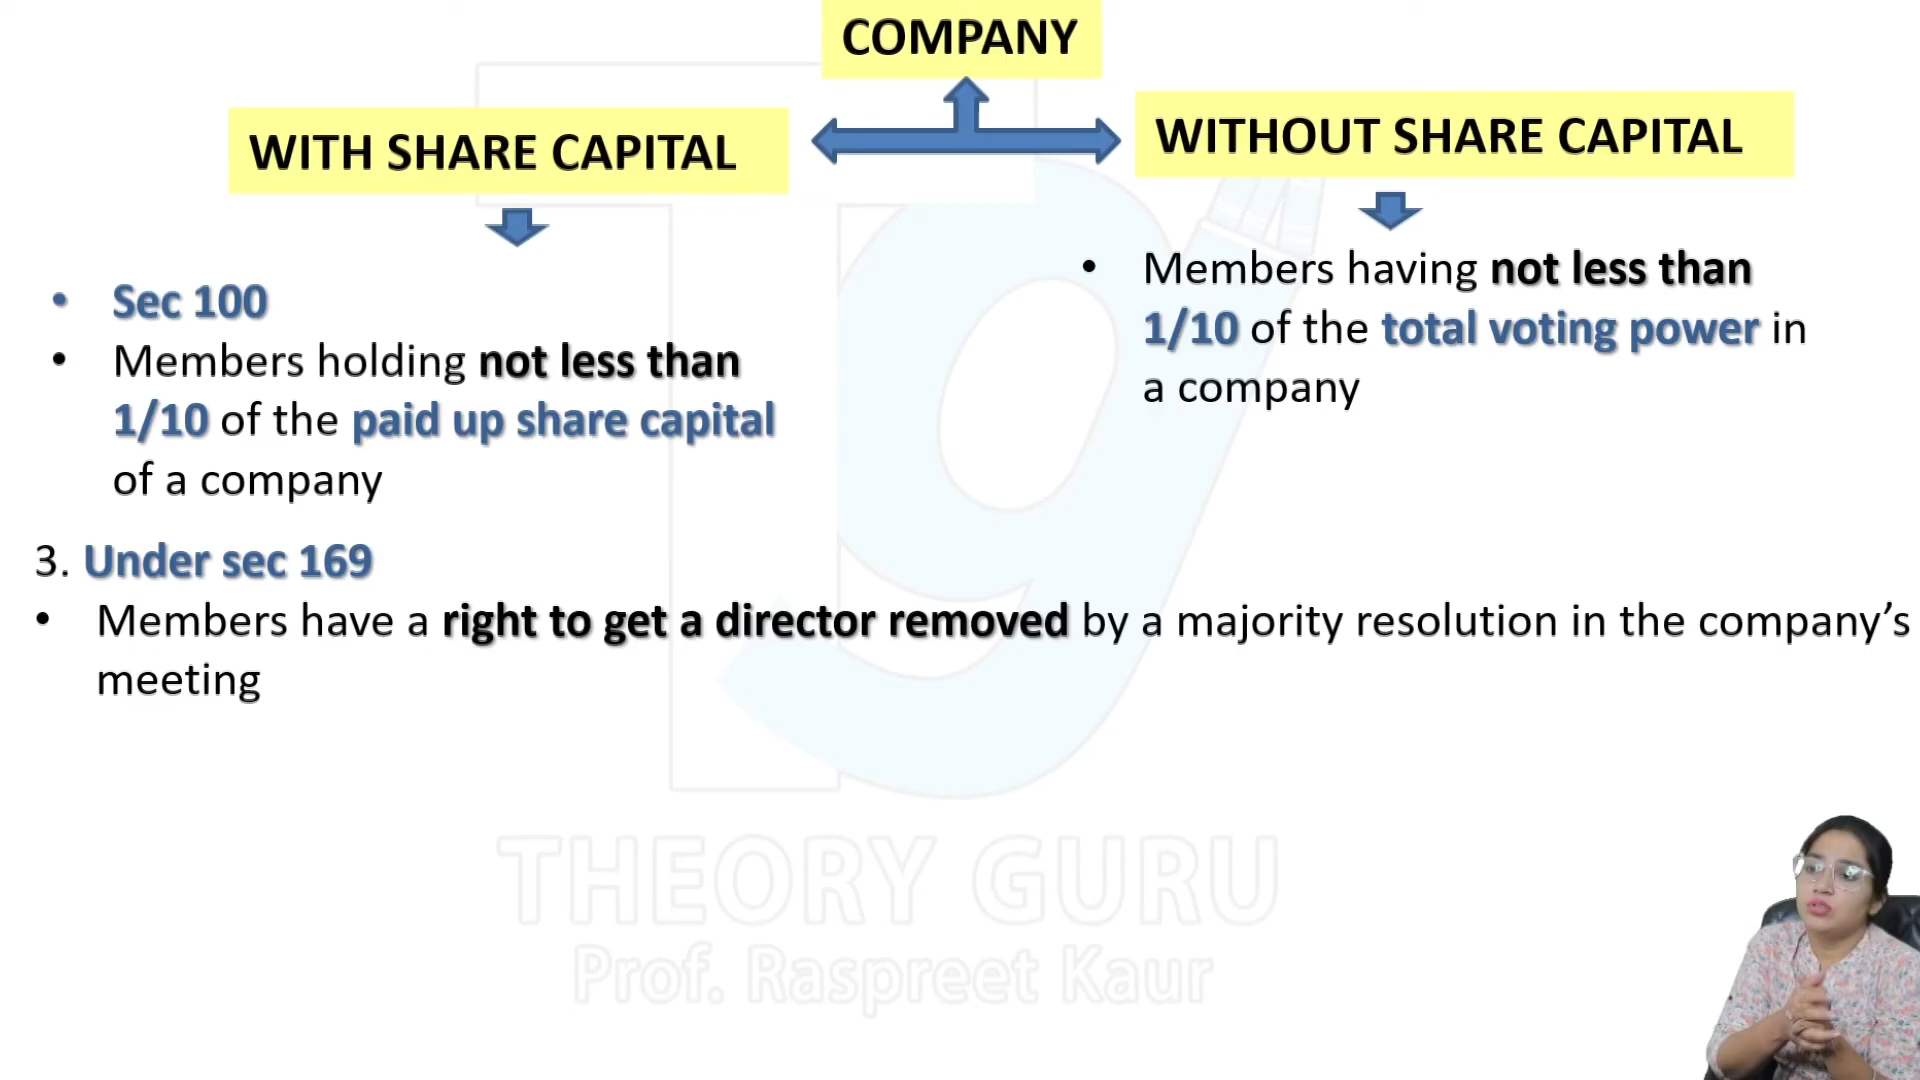 COMPANY
WITH SHARE CAPITAL
WITHOUT SHARE CAPITAL
• Sec 100
• Members holding not less than
1/10 of the paid up share capital
of a company
• Members having not less than
1/10 of the total voting power in
a company
3. Under sec 169
• Members have a right to get a director removed by a majority resolution in the company’s
meeting
THEORY GURU
Prof. Raspreet Kaur